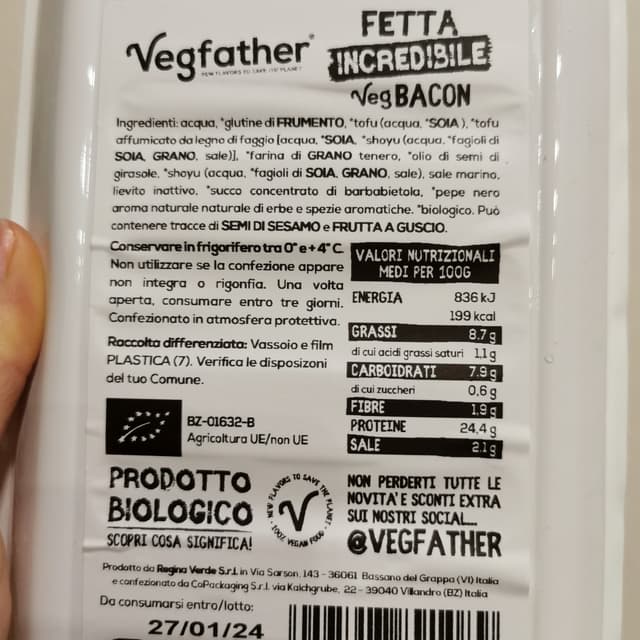 Vegfather®
NEW FLAVORS TO SAVE THE PLANET
FETTA
INCREDIBILE
VegBACON
Ingredienti: acqua, *glutine di FRUMENTO, *tofu (acqua, *SOIA ), *tofu
affumicato da legno di faggio [acqua, *SOIA, *shoyu (acqua, *fagioli di
SOIA, GRANO, sale)], *farina di GRANO tenero, *olio di semi di
girasole, *shoyu (acqua, *fagioli di SOIA, GRANO, sale), sale marino,
lievito inattivo, *succo concentrato di barbabietola, *pepe nero
aroma naturale naturale di erbe e spezie aromatiche. *biologico. Può
contenere tracce di SEMI DI SESAMO e FRUTTA A GUSCIO.
Conservare in frigorifero tra 0° e +4° C.
Non utilizzare se la confezione appare
non integra o rigonfia. Una volta
aperta, consumare entro tre giorni.
Confezionato in atmosfera protettiva.
Raccolta differenziata: Vassoio e film
PLASTICA (7). Verifica le disposizoni
del tuo Comune.
VALORI NUTRIZIONALI
MEDI PER 100G
ENERGIA 836 kJ
199 kcal
GRASSI 8.7 g
di cui acidi grassi saturi 1,1 g
CARBOIDRATI 7.9 g
di cui zuccheri 0,6 g
FIBRE 1,9 g
PROTEINE 24,4 g
SALE 2.1 g
BZ-01632-B
Agricoltura UE/non UE
PRODOTTO
BIOLOGICO
SCOPRI COSA SIGNIFICA!
NEW FLAVORS TO SAVE THE PLANET
V
100% VEGAN FOOD
NON PERDERTI TUTTE LE
NOVITA' E SCONTI EXTRA
SUI NOSTRI SOCIAL...
@VEGFATHER
Prodotto da Regina Verde S.r.l. in Via Sarson, 143 - 36061 Bassano del Grappa (VI) Italia
e confezionato da CoPackaging S.r.l. via Kalchgrube, 22 - 39040 Villandro (BZ) Italia
Da consumarsi entro/lotto:
27/01/24